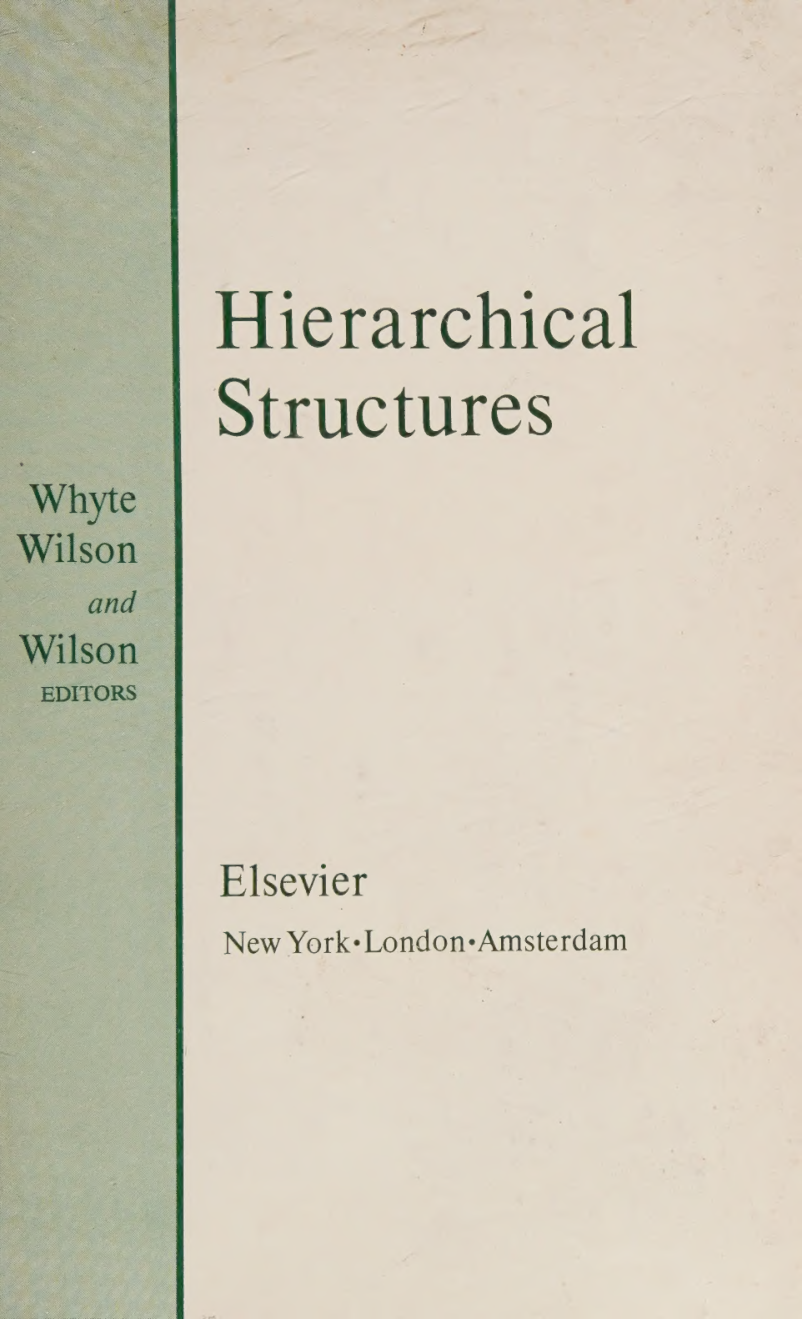 Hierarchical
Structures
Whyte
Wilson
and
Wilson
EDITORS
Elsevier
New York•London•Amsterdam